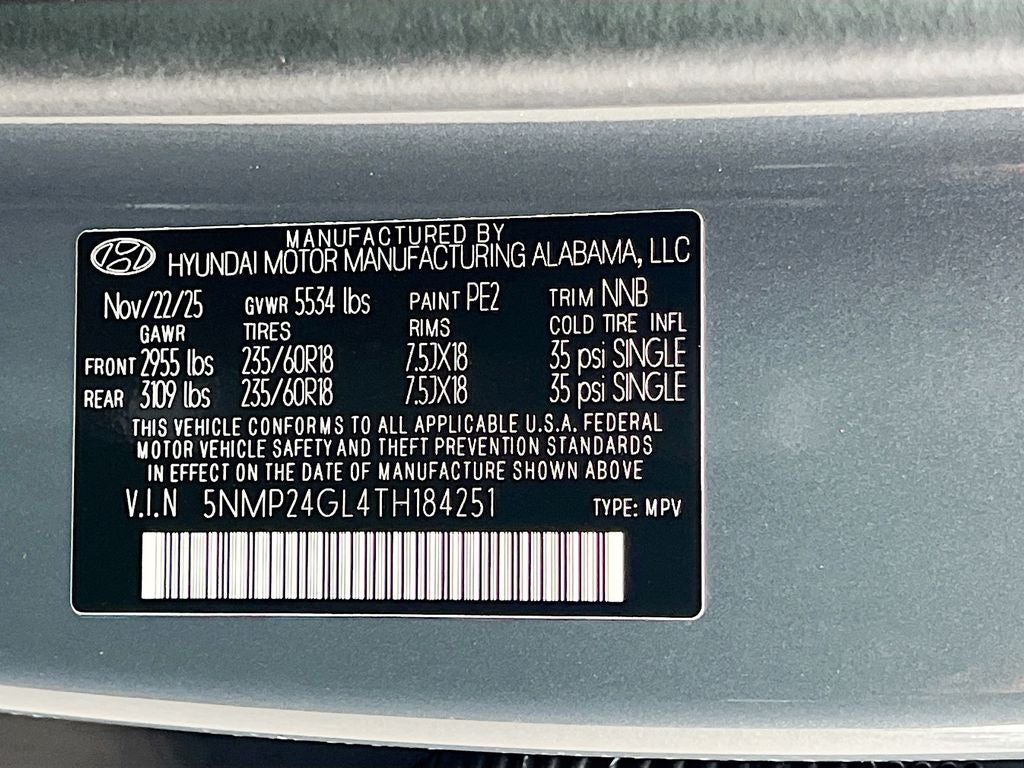 MANUFACTURED BY
HYUNDAI MOTOR MANUFACTURING ALABAMA, LLC
Nov/22/25 GVWR 5534 lbs PAINT PE2 TRIM NNB
GAWR TIRES RIMS COLD TIRE INFL
FRONT 2955 lbs 235/60R18 7.5JX18 35 psi SINGLE
REAR 3109 lbs 235/60R18 7.5JX18 35 psi SINGLE
THIS VEHICLE CONFORMS TO ALL APPLICABLE U.S.A. FEDERAL
MOTOR VEHICLE SAFETY AND THEFT PREVENTION STANDARDS
IN EFFECT ON THE DATE OF MANUFACTURE SHOWN ABOVE
V.I.N 5NMP24GL4TH184251 TYPE: MPV